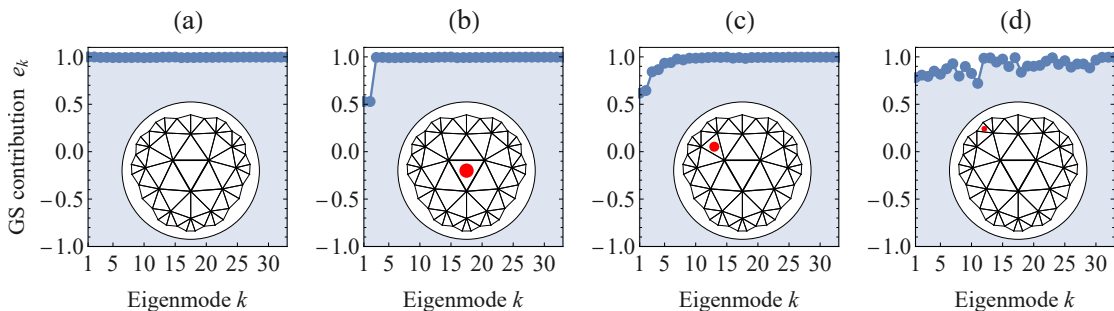 (a) (b) (c) (d)
GS contribution e_k
1.0 1.0 1.0 1.0
0.5 0.5 0.5 0.5
0.0 0.0 0.0 0.0
−0.5 −0.5 −0.5 −0.5
−1.0 −1.0 −1.0 −1.0
1 5 10 15 20 25 30 1 5 10 15 20 25 30 1 5 10 15 20 25 30 1 5 10 15 20 25 30
Eigenmode k Eigenmode k Eigenmode k Eigenmode k